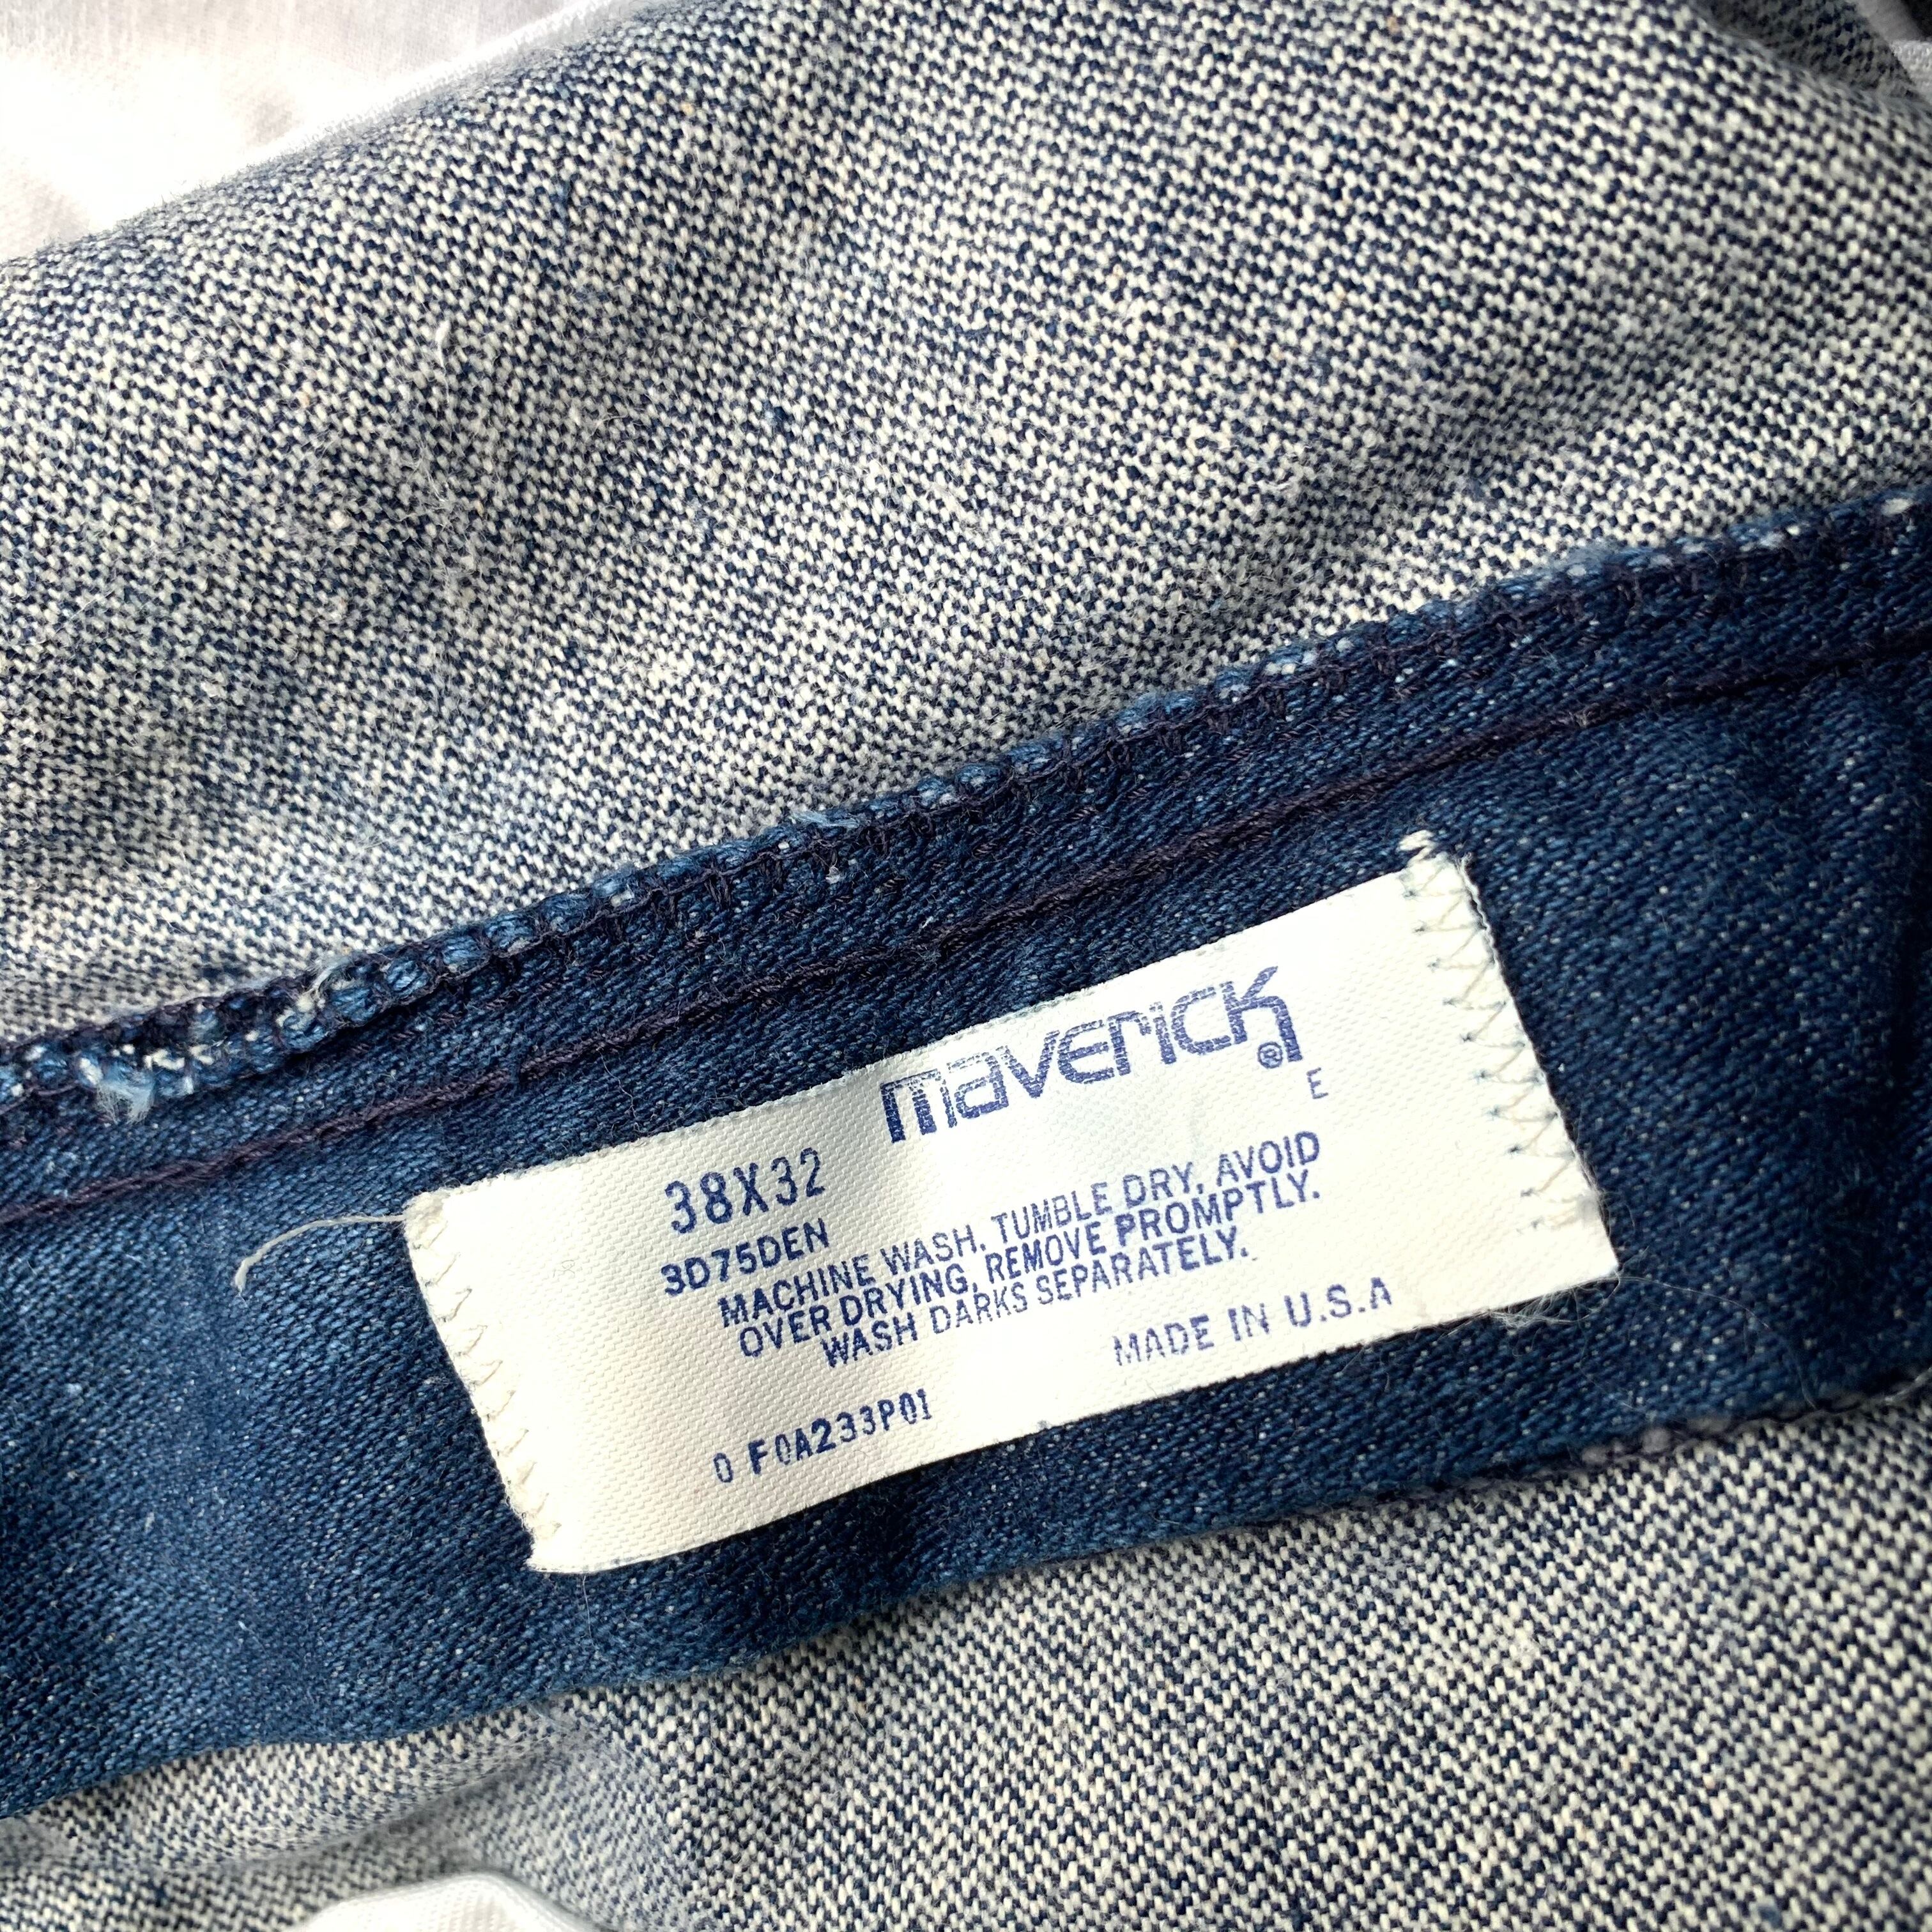 maverick®
E
38X32
3D75DEN
MACHINE WASH, TUMBLE DRY, AVOID
OVER DRYING, REMOVE PROMPTLY.
WASH DARKS SEPARATELY.
MADE IN U.S.A
0 F0A233P01